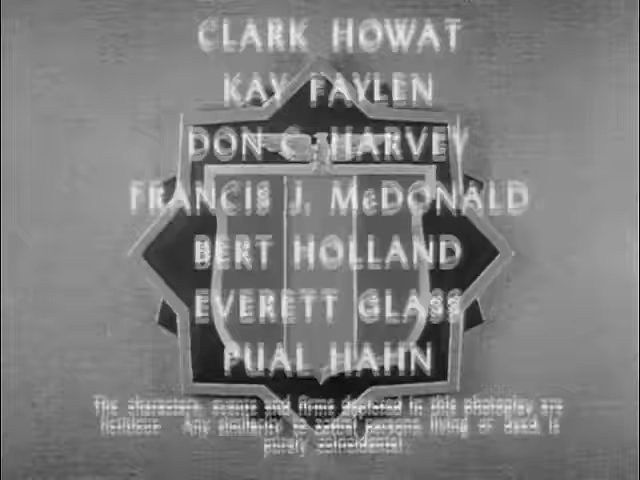 CLARK HOWAT
KAY FAYLEN
DON C. HARVEY
FRANCIS J. McDONALD
BERT HOLLAND
EVERETT GLASS
PUAL HAHN
The characters, events and firms depicted in this photoplay are
fictitious. Any similarity to actual persons living or dead is
purely coincidental.